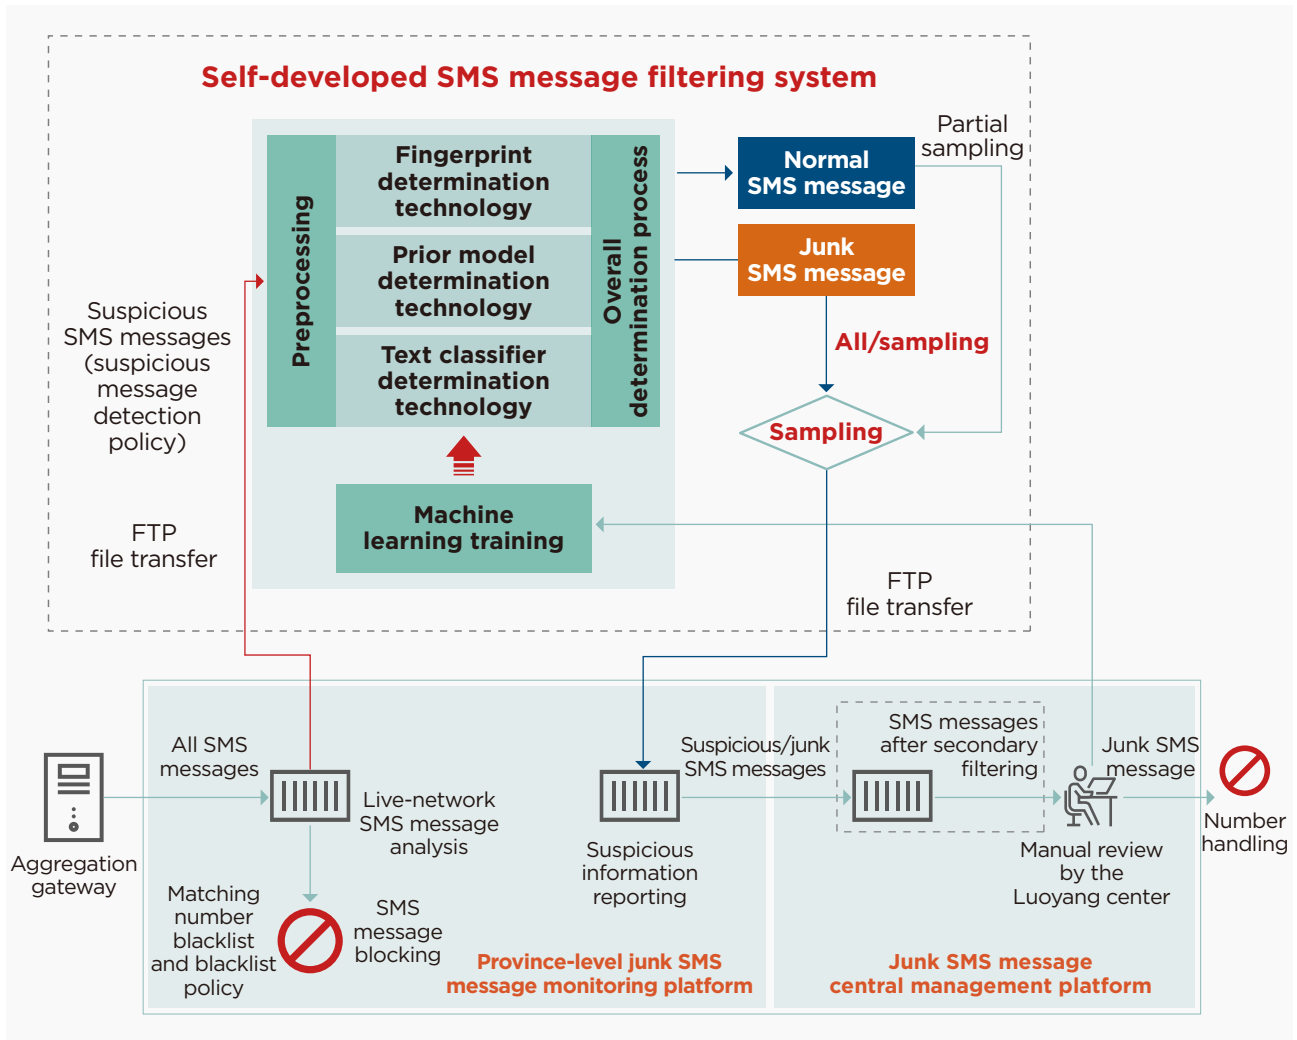 Self-developed SMS message filtering system
Preprocessing
Fingerprint
determination
technology
Prior model
determination
technology
Text classifier
determination
technology
Overall
determination process
Machine
learning training
Normal
SMS message
Junk
SMS message
Partial
sampling
All/sampling
Sampling
Suspicious
SMS messages
(suspicious
message
detection
policy)
FTP
file transfer
FTP
file transfer
Aggregation
gateway
All SMS
messages
Live-network
SMS message
analysis
Matching
number
blacklist
and blacklist
policy
SMS
message
blocking
Suspicious
information
reporting
Suspicious/junk
SMS messages
Province-level junk SMS
message monitoring platform
SMS messages
after secondary
filtering
Manual review
by the
Luoyang center
Junk SMS
message
Number
handling
Junk SMS message
central management platform